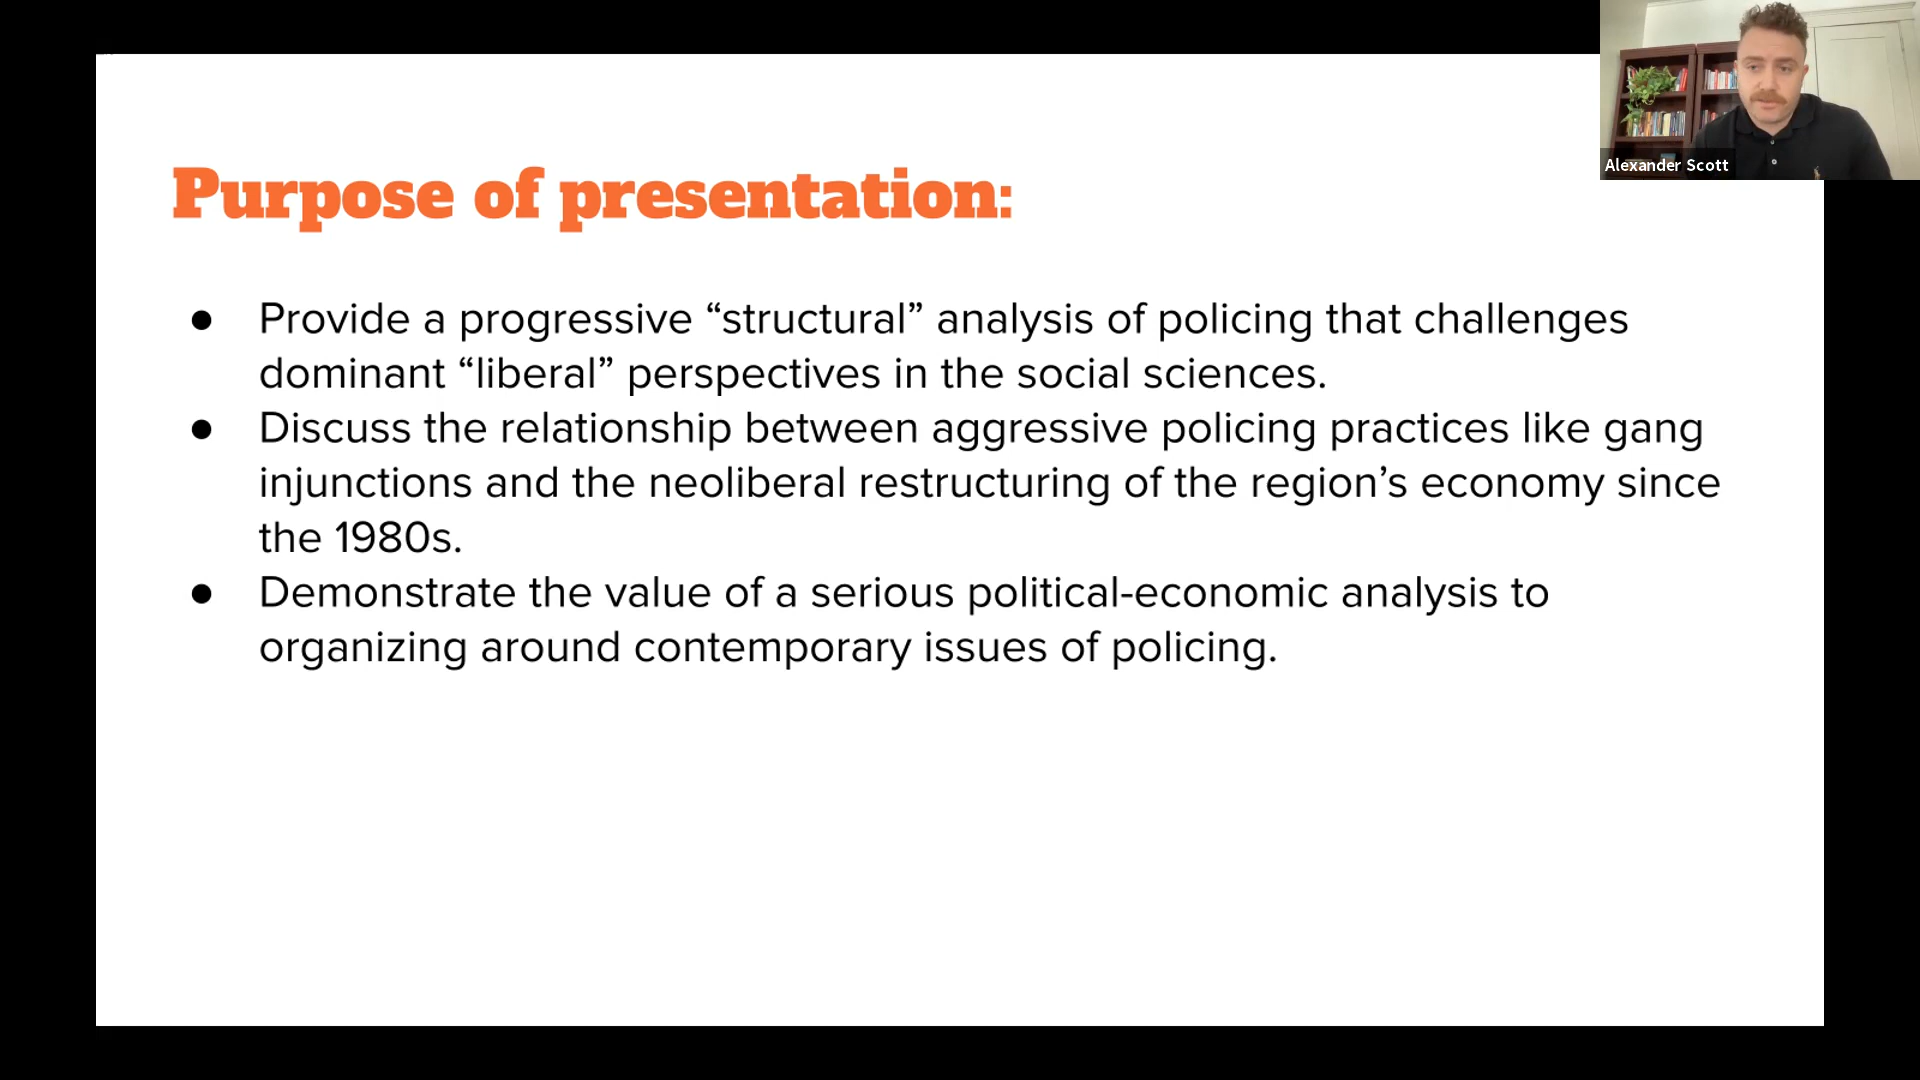 Purpose of presentation:
● Provide a progressive “structural” analysis of policing that challenges
dominant “liberal” perspectives in the social sciences.
● Discuss the relationship between aggressive policing practices like gang
injunctions and the neoliberal restructuring of the region’s economy since
the 1980s.
● Demonstrate the value of a serious political-economic analysis to
organizing around contemporary issues of policing.
Alexander Scott